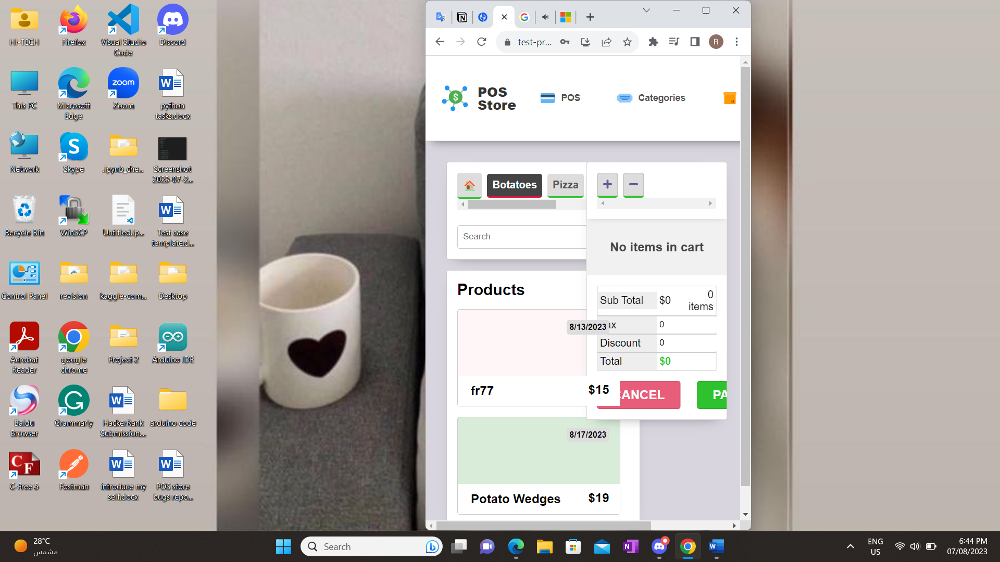 HI-TECH
Firefox
Visual Studio
Code
Discord
This PC
Microsoft
Edge
zoom
Zoom
python
tasks.docx
Network
Skype
.ipynb_che...
Screenshot
2023-07-2...
Recycle Bin
WinSCP
Untitled.ip...
Test case
template.d...
Control Panel
revision
kaggle-com...
Desktop
Acrobat
Reader
google
chrome
Project 2
Arduino IDE
Baidu
Browser
Grammarly
HackerRank
Submission....
arduino code
C-Free 5
Postman
introduce my
self.docx
POS store
bugs repo...
test-pr...
R
POS
Store
POS
Categories
Botatoes
Pizza
+
−
Search
No items in cart
Products
Sub Total
$0
0
items
8/13/2023
ax
0
Discount
0
Total
$0
fr77
$15
CANCEL
PA
8/17/2023
Potato Wedges
$19
28°C
مشمس
Search
ENG
US
6:44 PM
07/08/2023